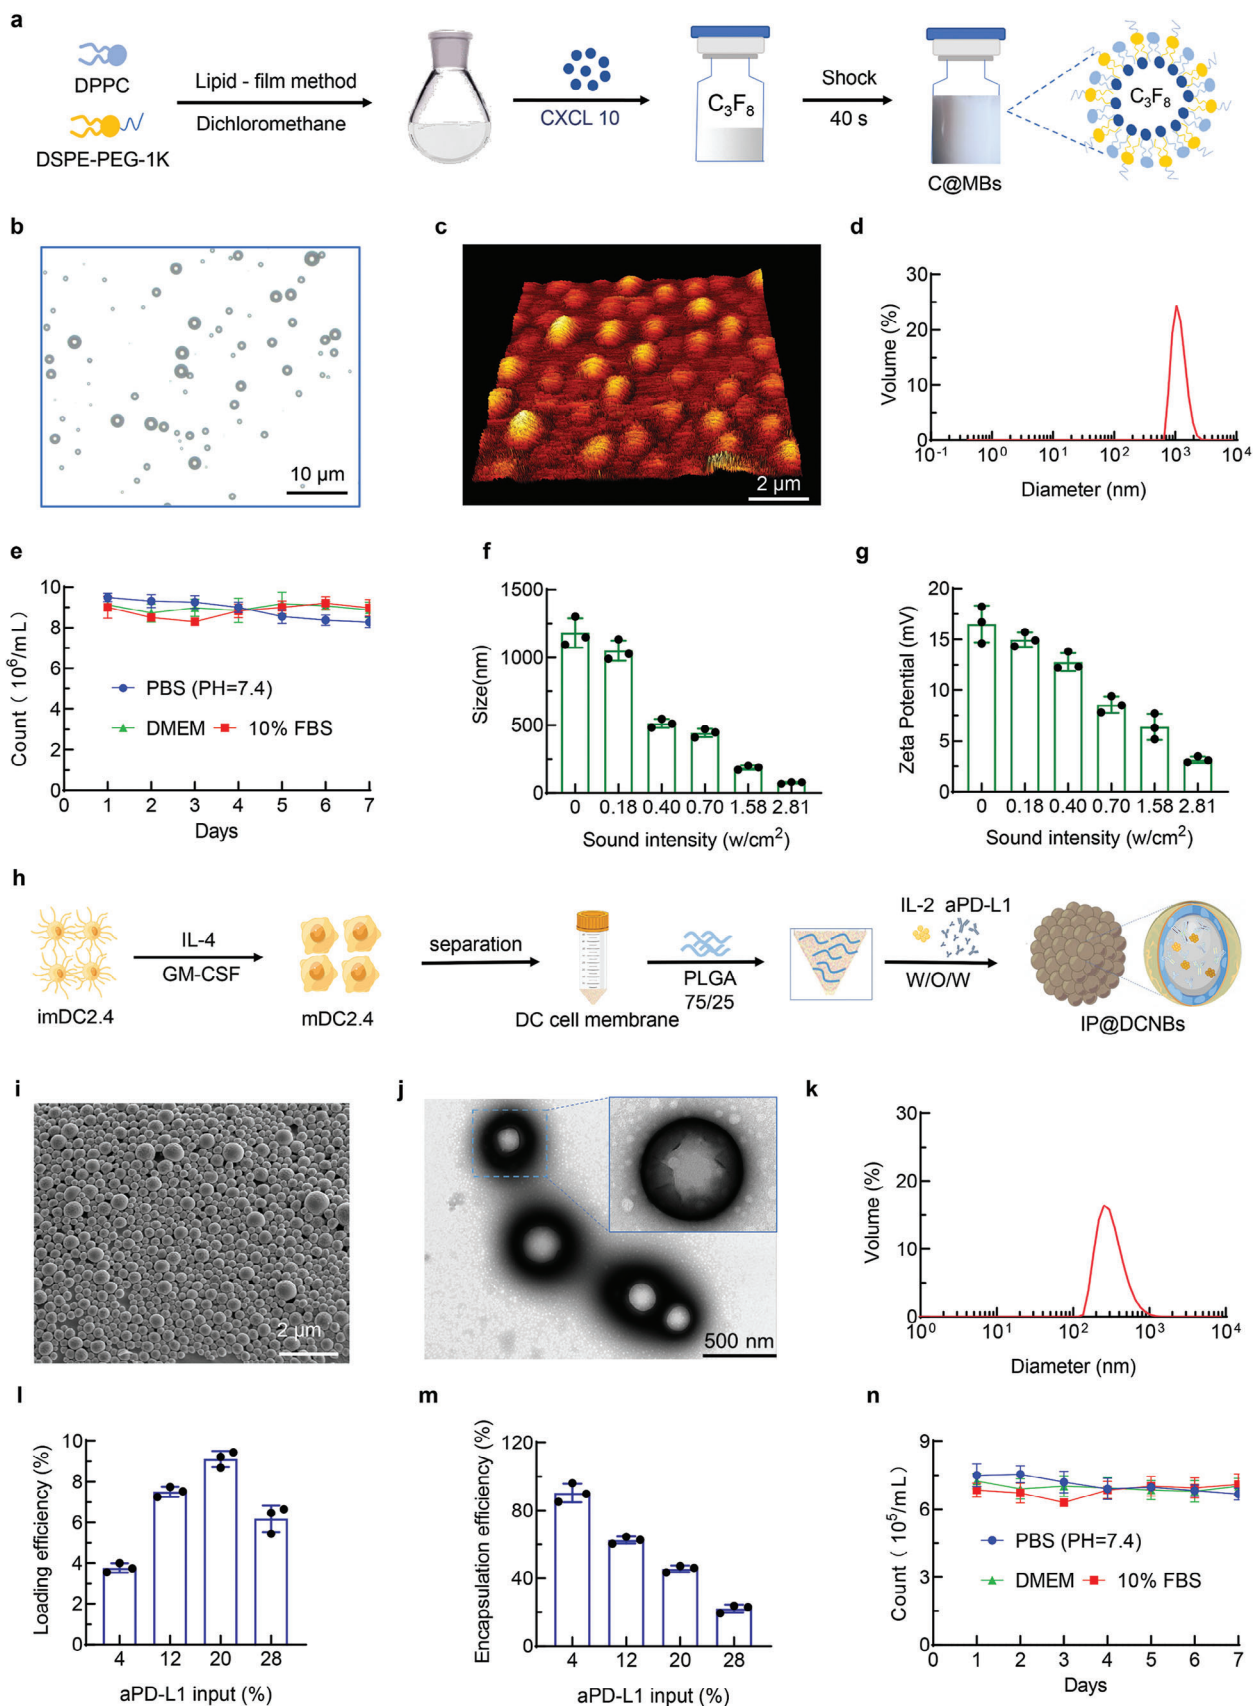 a
DPPC
DSPE-PEG-1K
Lipid - film method
Dichloromethane
CXCL 10
C3F8
Shock
40 s
C@MBs
C3F8
b
10 µm
c
2 µm
d
Volume (%)
30
20
10
0
10-1 100 101 102 103 104
Diameter (nm)
e
Count ( 106/mL)
10
8
6
4
2
0
PBS (PH=7.4)
DMEM 10% FBS
0 1 2 3 4 5 6 7
Days
f
Size(nm)
1500
1000
500
0
0 0.18 0.40 0.70 1.58 2.81
Sound intensity (w/cm2)
g
Zeta Potential (mV)
20
15
10
5
0
0 0.18 0.40 0.70 1.58 2.81
Sound intensity (w/cm2)
h
imDC2.4
IL-4
GM-CSF
mDC2.4
separation
DC cell membrane
PLGA
75/25
IL-2 aPD-L1
W/O/W
IP@DCNBs
i
2 µm
j
500 nm
k
Volume (%)
30
20
10
0
100 101 102 103 104
Diameter (nm)
l
Loading efficiency (%)
10
8
6
4
2
0
4 12 20 28
aPD-L1 input (%)
m
Encapsulation efficiency (%)
120
80
40
0
4 12 20 28
aPD-L1 input (%)
n
Count ( 105/mL)
9
6
3
0
PBS (PH=7.4)
DMEM 10% FBS
0 1 2 3 4 5 6 7
Days